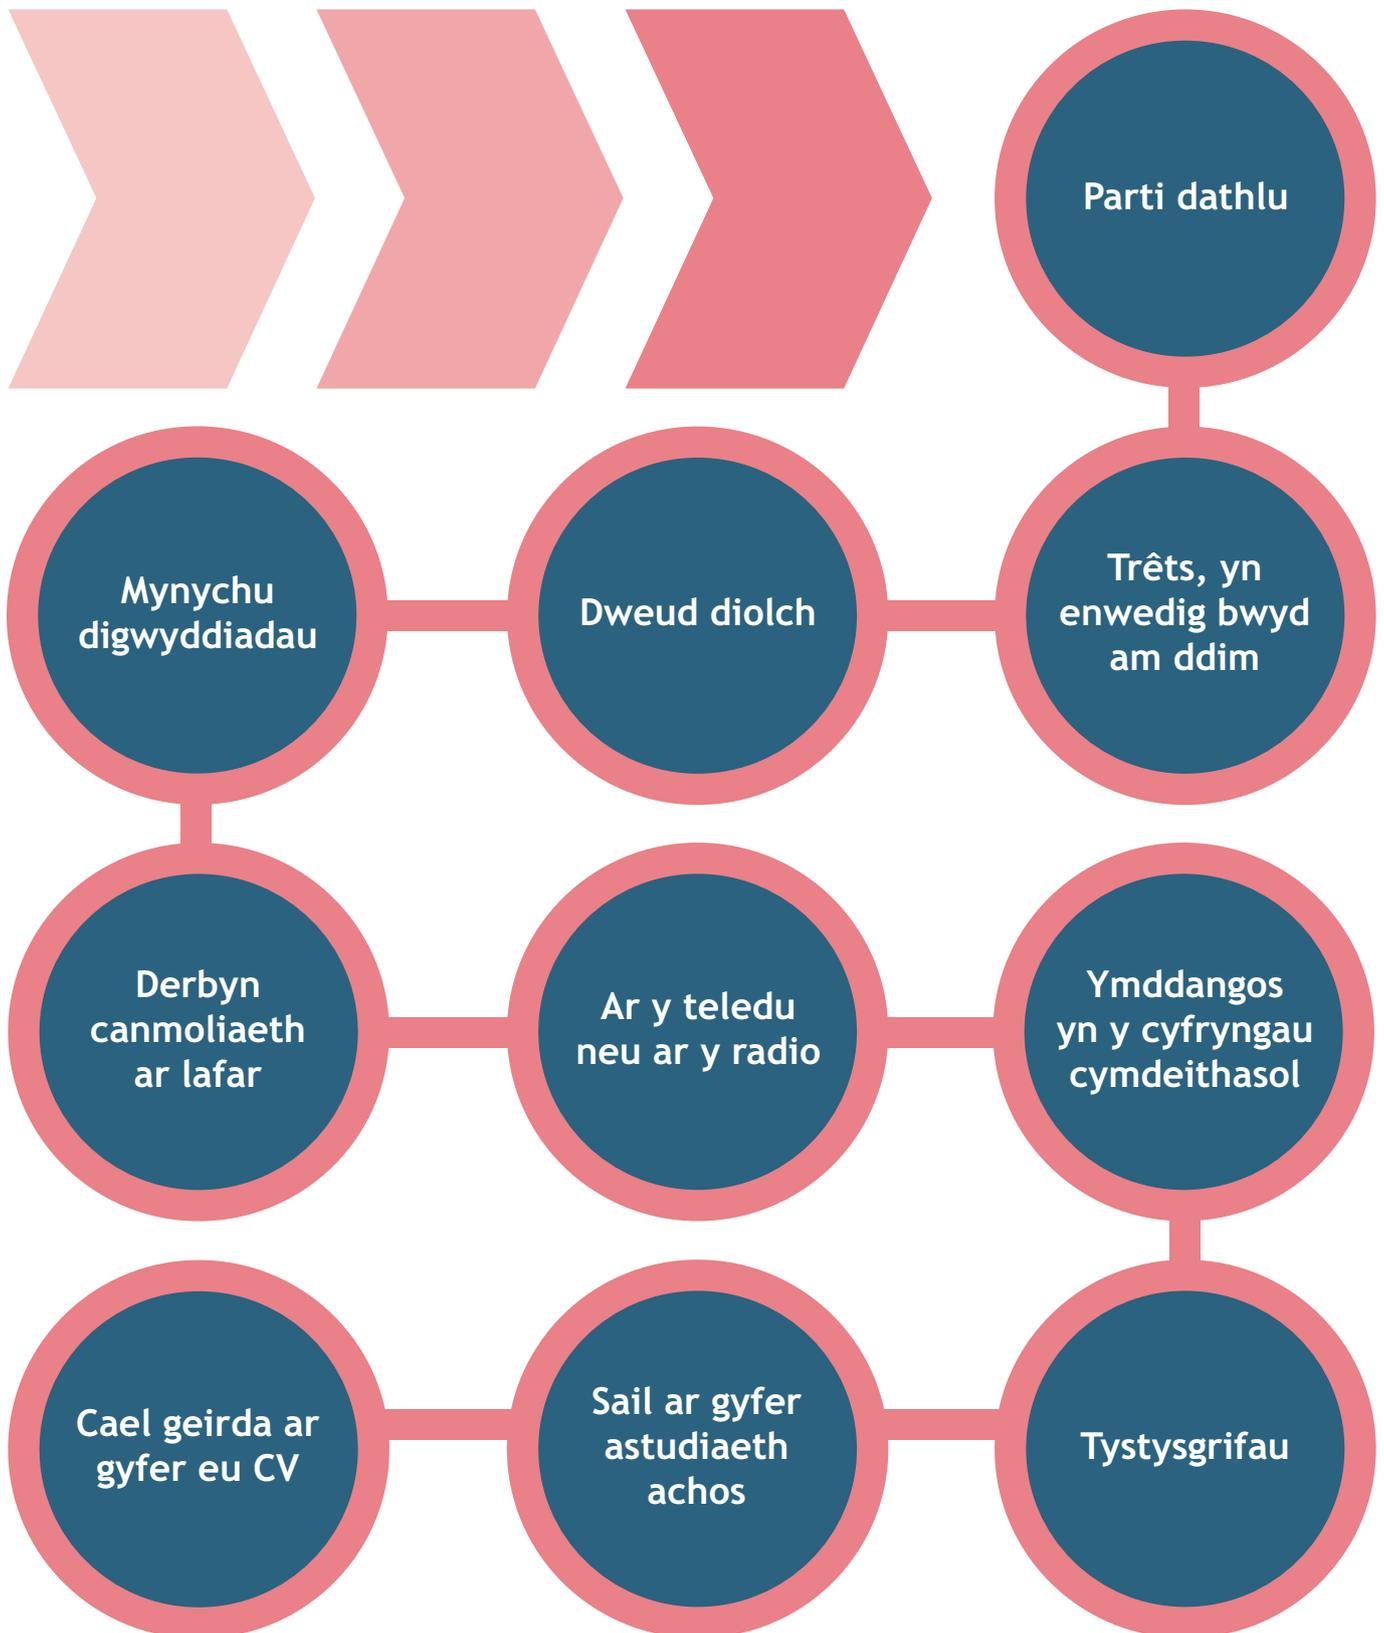 Parti dathlu
Mynychu
digwyddiadau
Dweud diolch
Trêts, yn
enwedig bwyd
am ddim
Derbyn
canmoliaeth
ar lafar
Ar y teledu
neu ar y radio
Ymddangos
yn y cyfryngau
cymdeithasol
Cael geirda ar
gyfer eu CV
Sail ar gyfer
astudiaeth
achos
Tystysgrifau